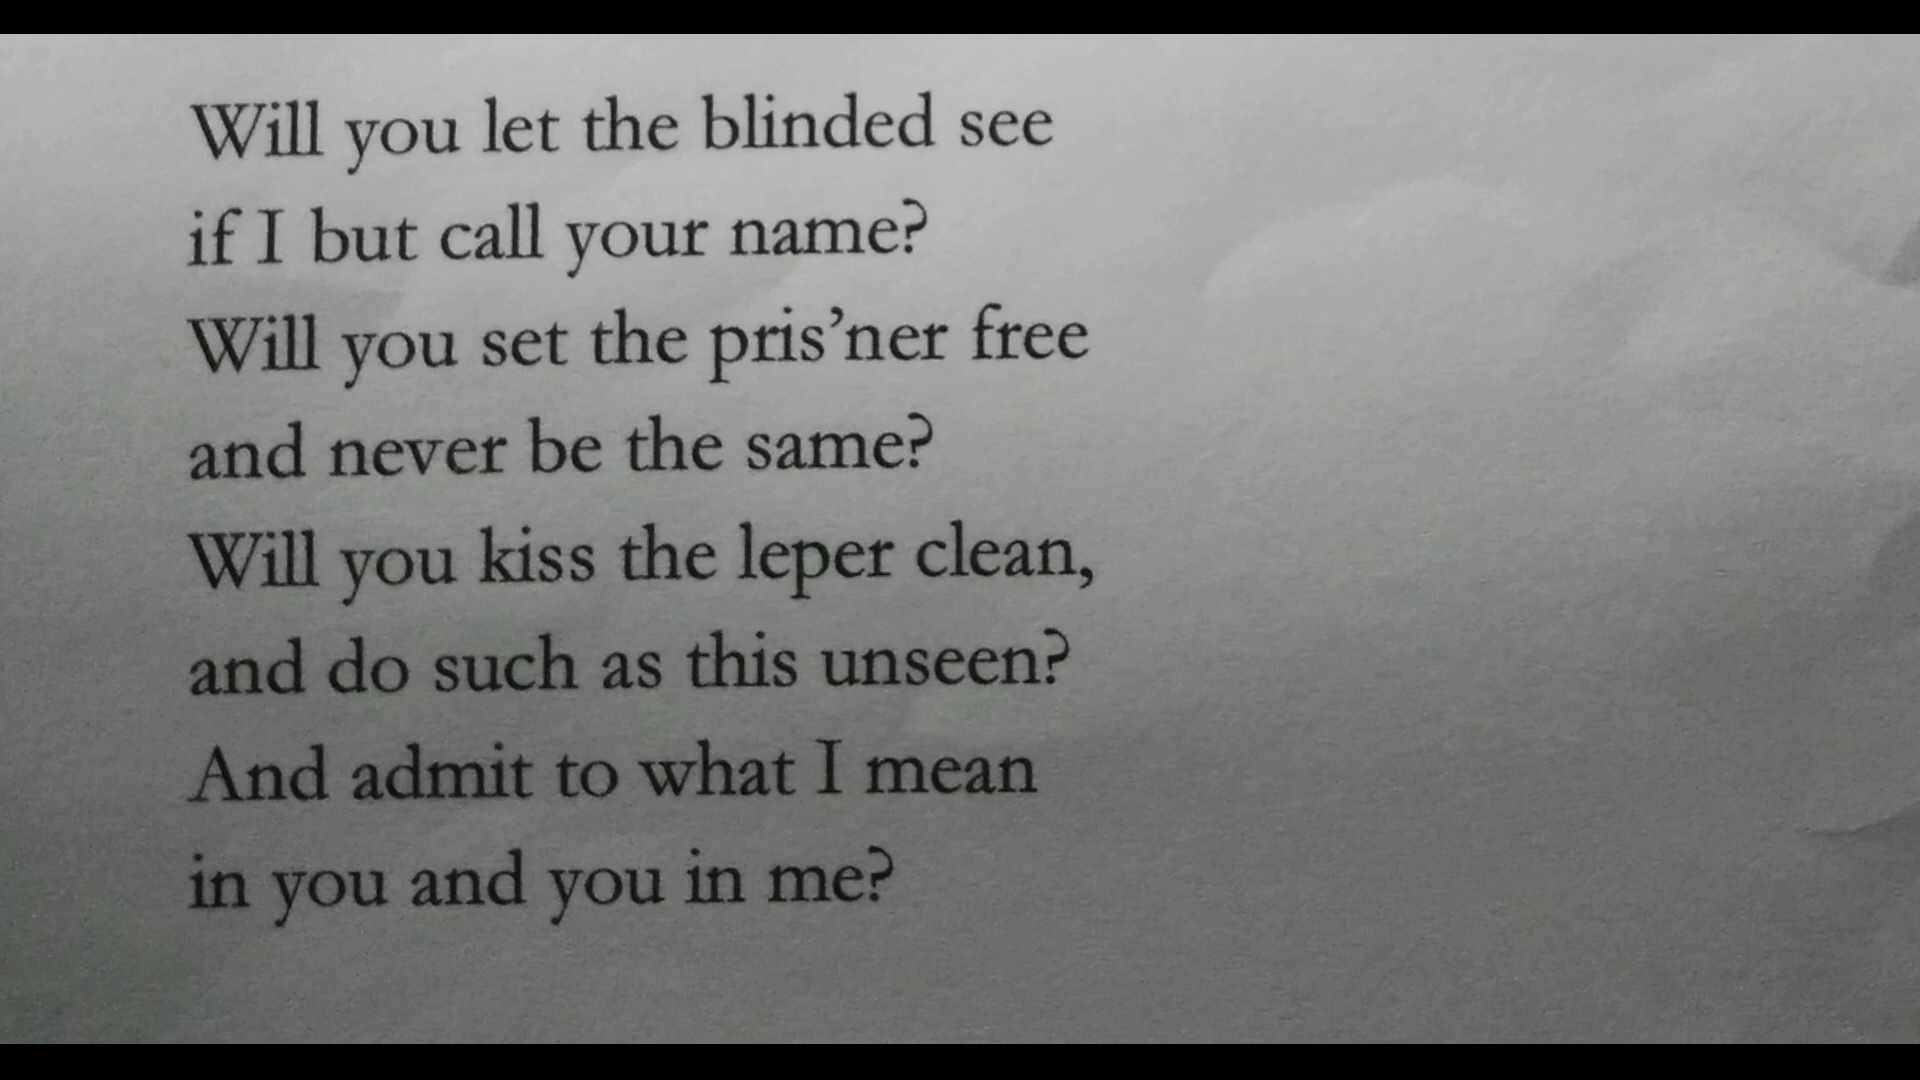 Will you let the blinded see
if I but call your name?
Will you set the pris’ner free
and never be the same?
Will you kiss the leper clean,
and do such as this unseen?
And admit to what I mean
in you and you in me?